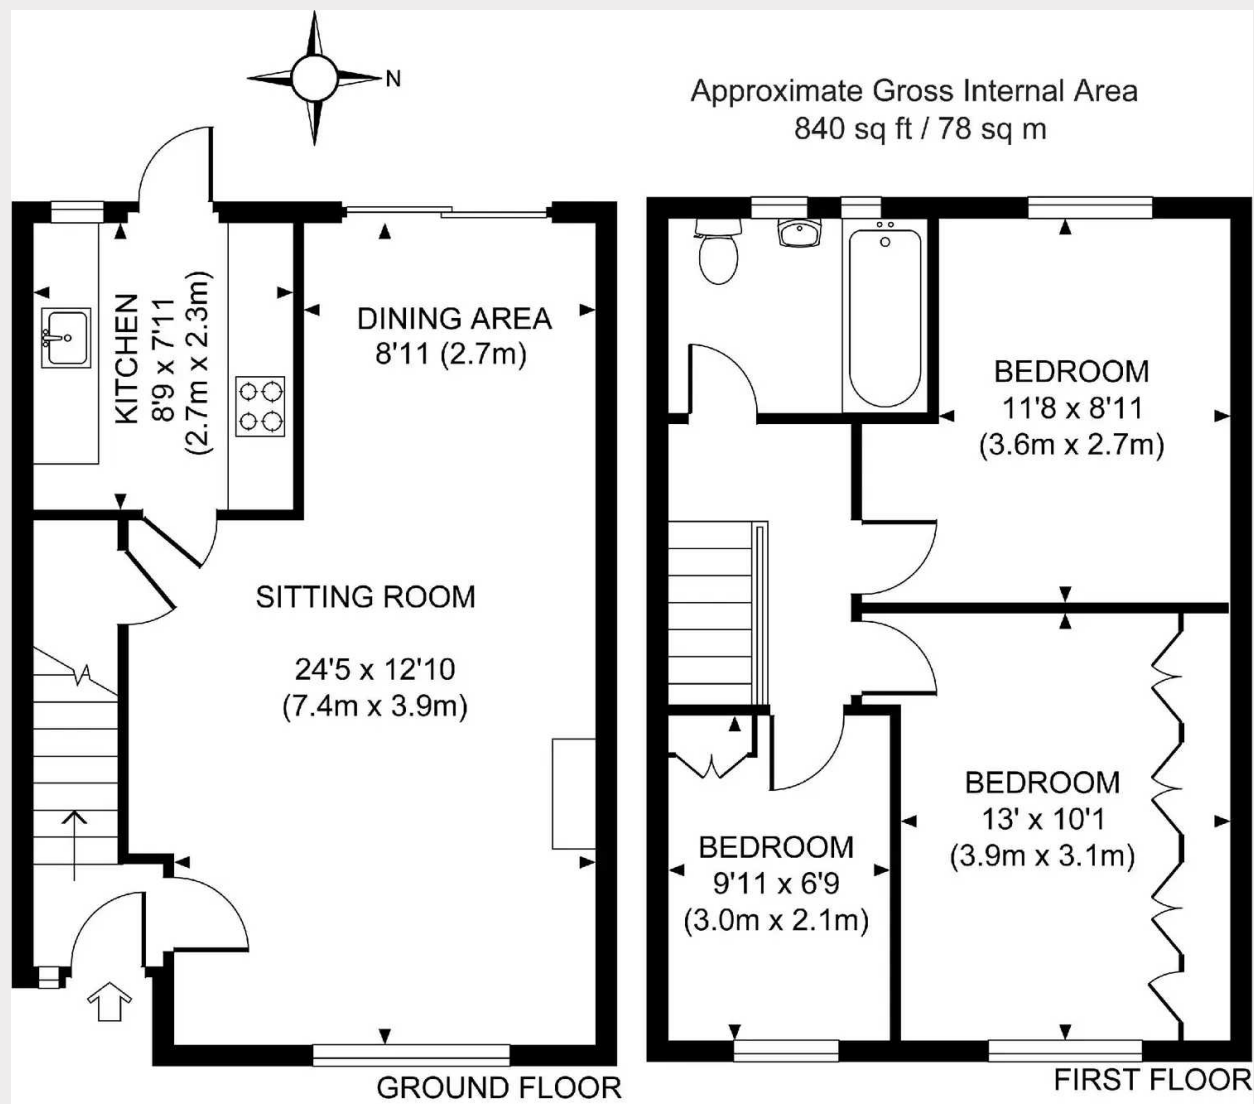 N
Approximate Gross Internal Area
840 sq ft / 78 sq m
KITCHEN
8'9 x 7'11
(2.7m x 2.3m)
DINING AREA
8'11 (2.7m)
SITTING ROOM
24'5 x 12'10
(7.4m x 3.9m)
GROUND FLOOR
BEDROOM
11'8 x 8'11
(3.6m x 2.7m)
BEDROOM
13' x 10'1
(3.9m x 3.1m)
BEDROOM
9'11 x 6'9
(3.0m x 2.1m)
FIRST FLOOR